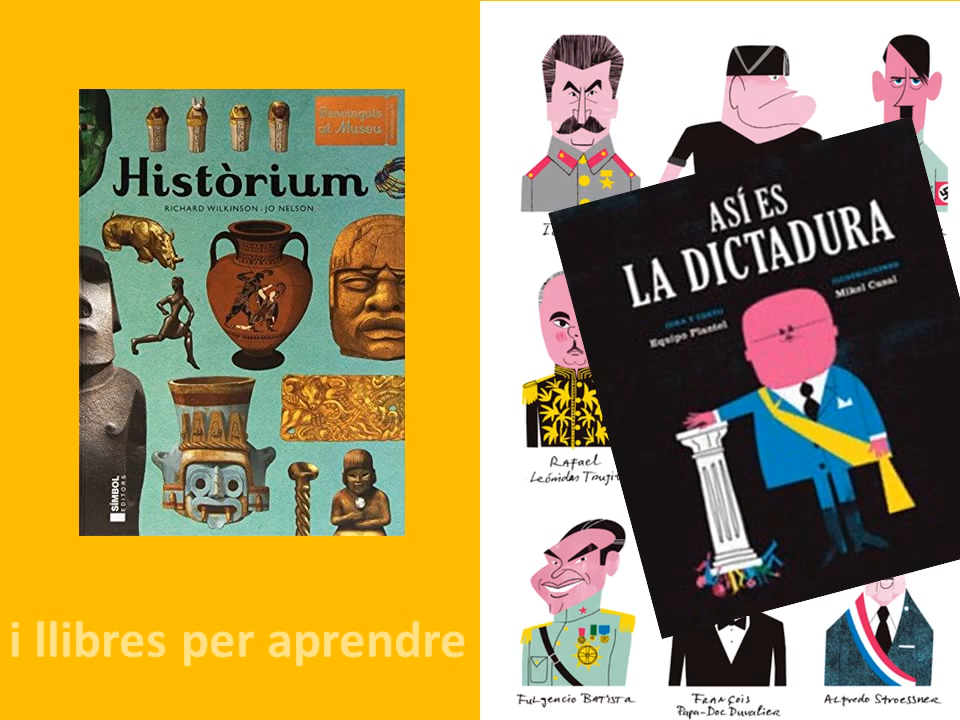 Benvinguts
al Museu
Històrium
RICHARD WILKINSON · JO NELSON
SÍMBOL
EDITORS
i llibres per aprendre
ASÍ ES
LA DICTADURA
IDEA Y TEXTO
Equipo Plantel
ILUSTRACIONES
Mikel Casal
Rafael
Leónidas
Fulgencio Batista
François
Papa-Doc Duvalier
Alfredo Stroessner